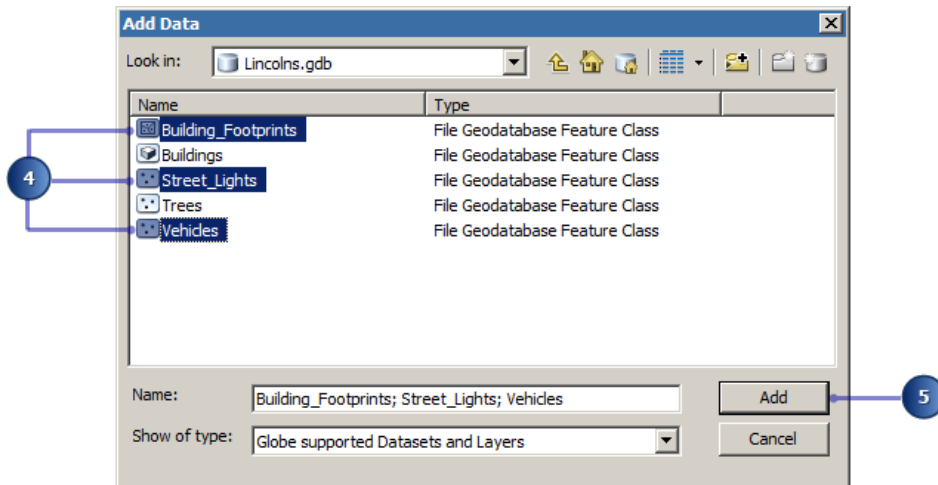 Add Data
Look in: Lincolns.gdb
Name Type
Building_Footprints File Geodatabase Feature Class
Buildings File Geodatabase Feature Class
4
Street_Lights File Geodatabase Feature Class
Trees File Geodatabase Feature Class
Vehicles File Geodatabase Feature Class
Name: Building_Footprints; Street_Lights; Vehicles Add
5
Show of type: Globe supported Datasets and Layers Cancel